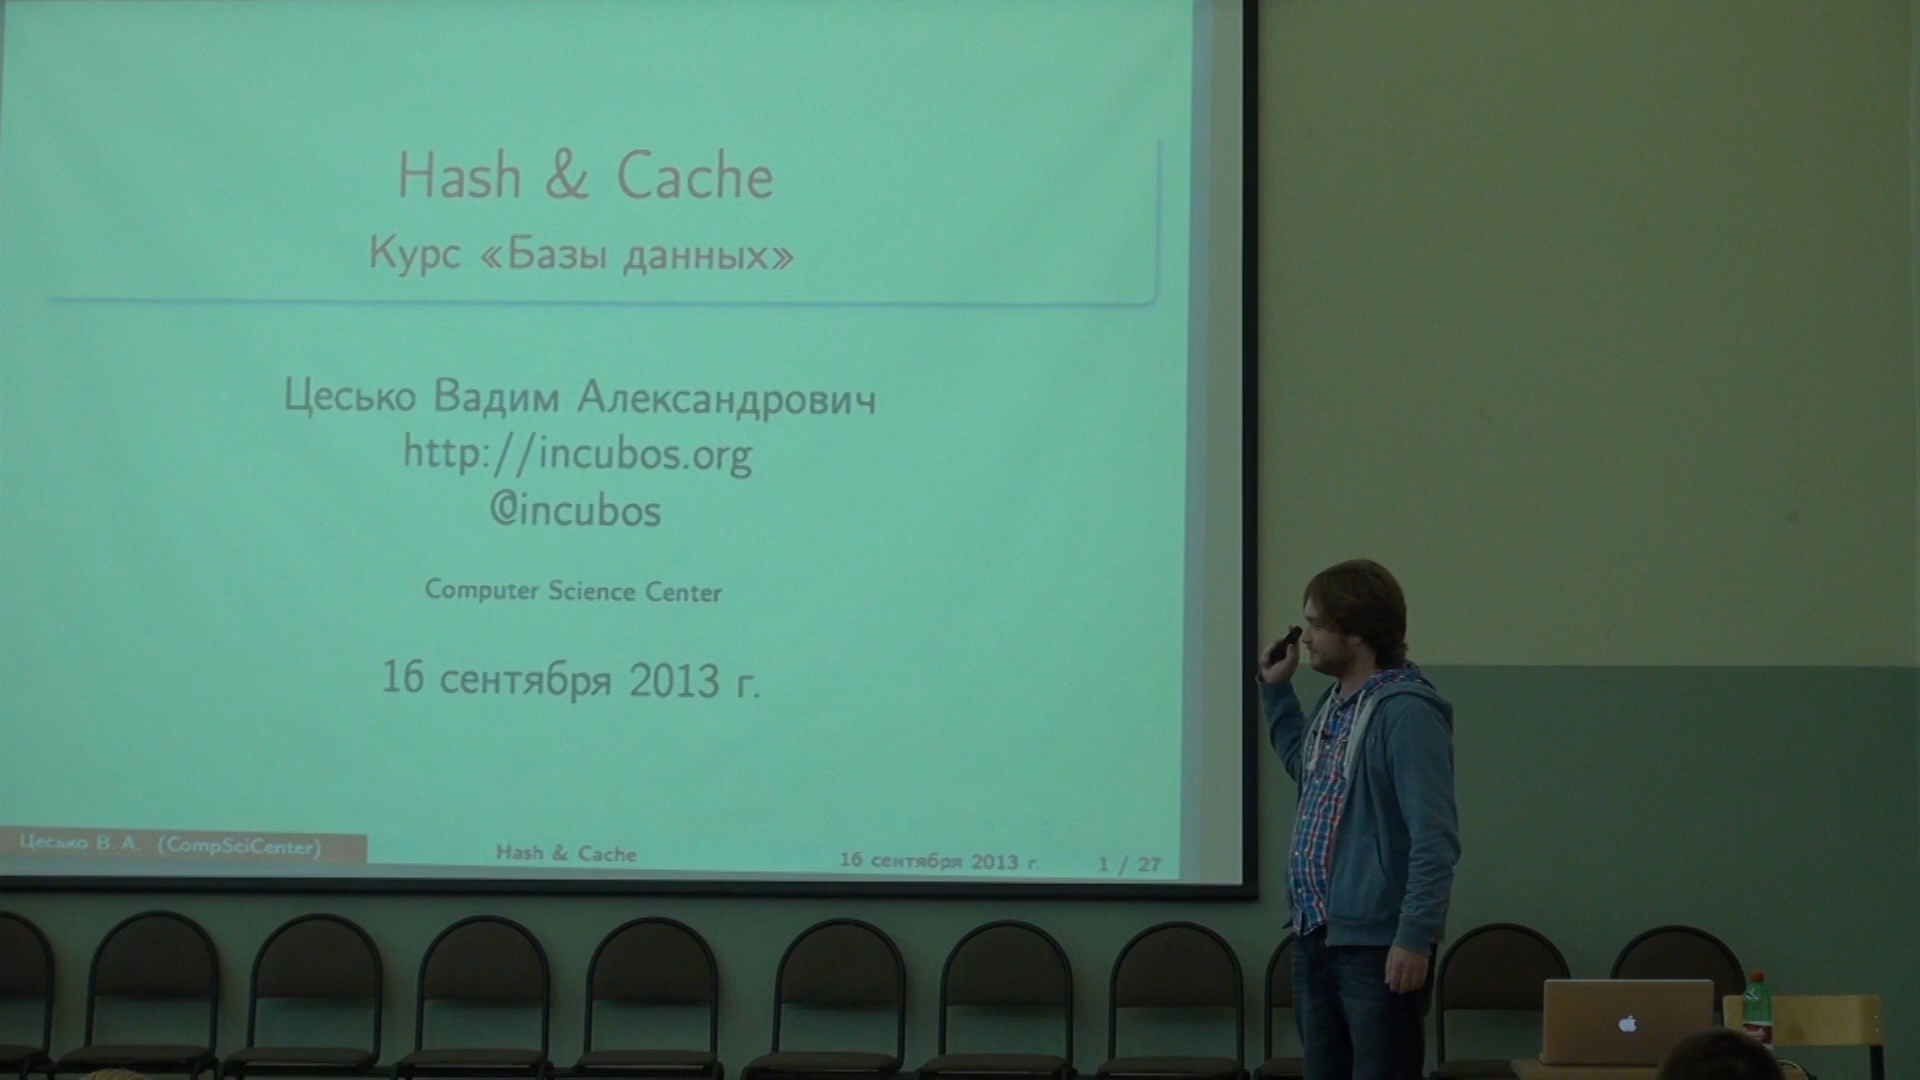 Hash & Cache
Курс «Базы данных»
Цесько Вадим Александрович
http://incubos.org
@incubos
Computer Science Center
16 сентября 2013 г.
Цесько В. А. (CompSciCenter)
Hash & Cache
16 сентября 2013 г.
1 / 27